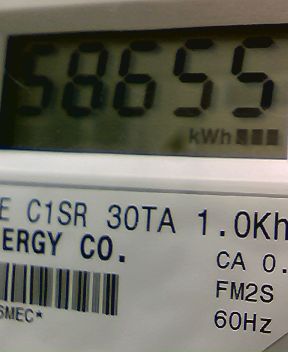 58655
kWh
E C1SR 30TA 1.0Kh
ERGY CO.
CA 0.
FM2S
SMEC*
60Hz